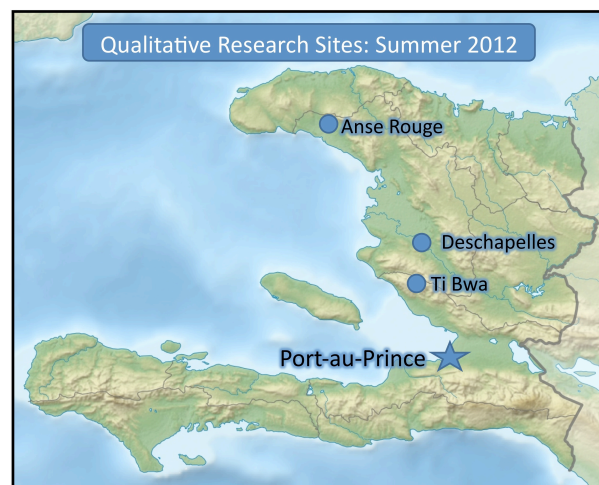 Qualitative Research Sites: Summer 2012
Anse Rouge
Deschapelles
Ti Bwa
Port-au-Prince